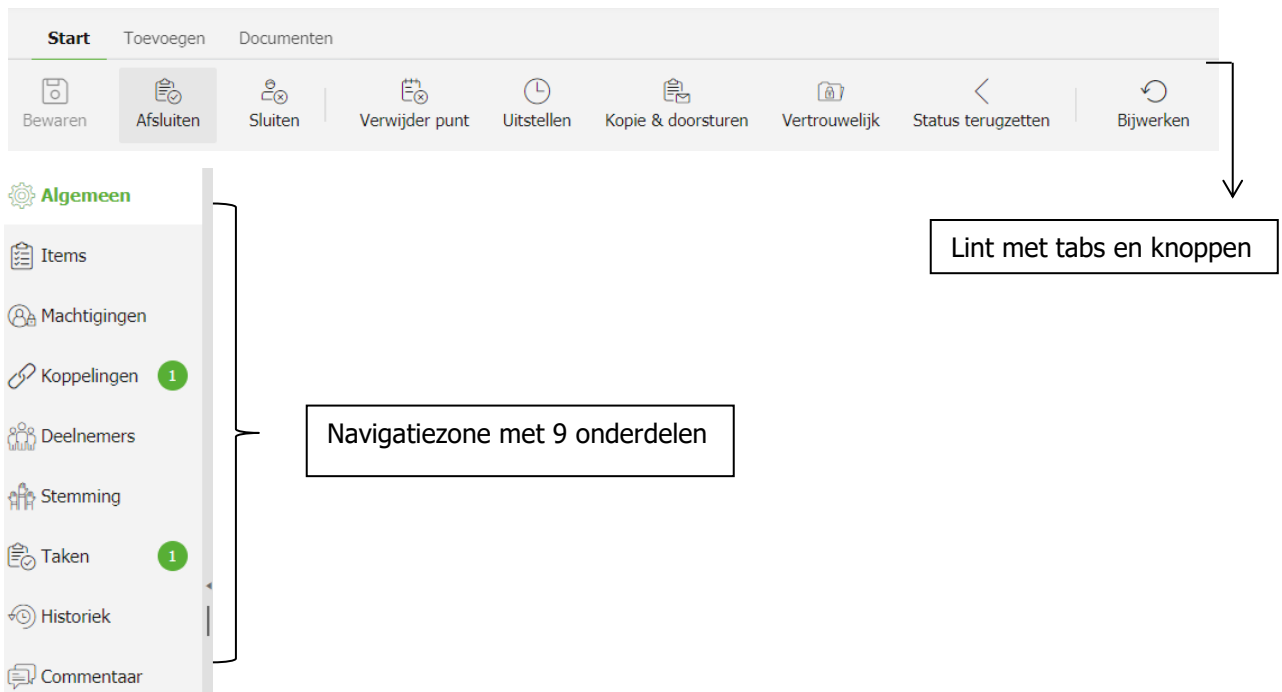 Start Toevoegen Documenten
Bewaren Afsluiten Sluiten Verwijder punt Uitstellen Kopie & doorsturen Vertrouwelijk Status terugzetten Bijwerken
Algemeen
Lint met tabs en knoppen
Items
Machtigingen
Koppelingen 1
Deelnemers
Navigatiezone met 9 onderdelen
Stemming
Taken 1
Historiek
Commentaar